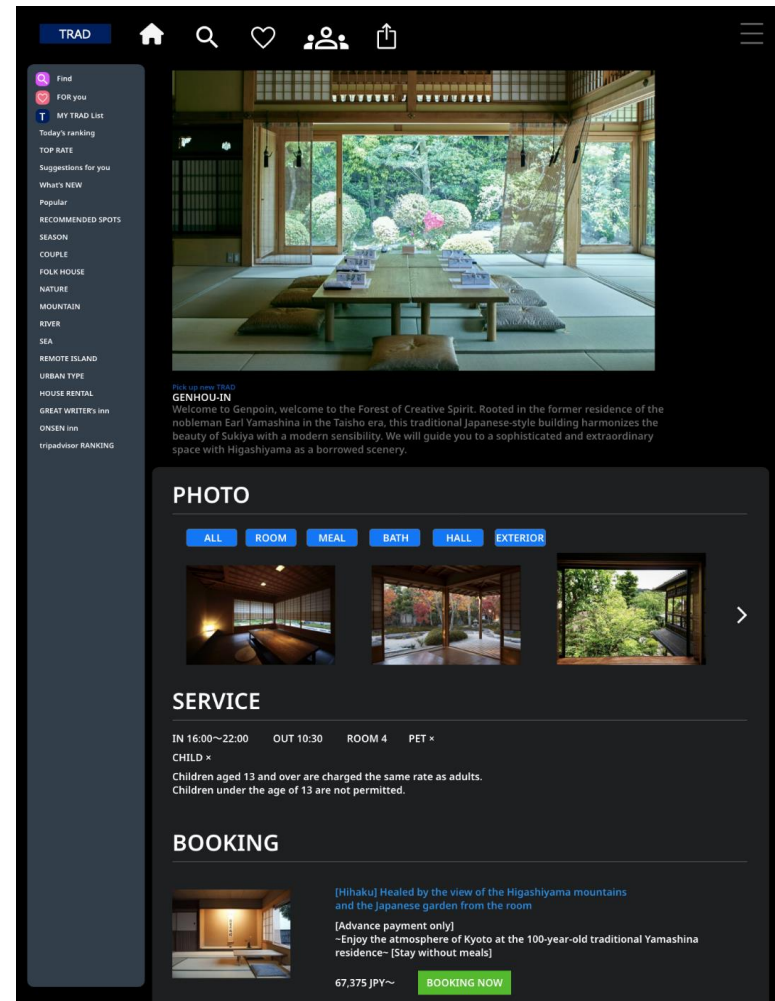 TRAD
Find
FOR you
T MY TRAD List
Today's ranking
TOP RATE
Suggestions for you
What's NEW
Popular
RECOMMENDED SPOTS
SEASON
COUPLE
FOLK HOUSE
NATURE
MOUNTAIN
RIVER
SEA
REMOTE ISLAND
URBAN TYPE
HOUSE RENTAL
GREAT WRITER's inn
ONSEN inn
tripadvisor RANKING
Pick up new TRAD
GENHOU-IN
Welcome to Genpoin, welcome to the Forest of Creative Spirit. Rooted in the former residence of the
nobleman Earl Yamashina in the Taisho era, this traditional Japanese-style building harmonizes the
beauty of Sukiya with a modern sensibility. We will guide you to a sophisticated and extraordinary
space with Higashiyama as a borrowed scenery.
PHOTO
ALL ROOM MEAL BATH HALL EXTERIOR
SERVICE
IN 16:00～22:00 OUT 10:30 ROOM 4 PET ×
CHILD ×
Children aged 13 and over are charged the same rate as adults.
Children under the age of 13 are not permitted.
BOOKING
[Hihaku] Healed by the view of the Higashiyama mountains
and the Japanese garden from the room
[Advance payment only]
~Enjoy the atmosphere of Kyoto at the 100-year-old traditional Yamashina
residence~ [Stay without meals]
67,375 JPY～ BOOKING NOW